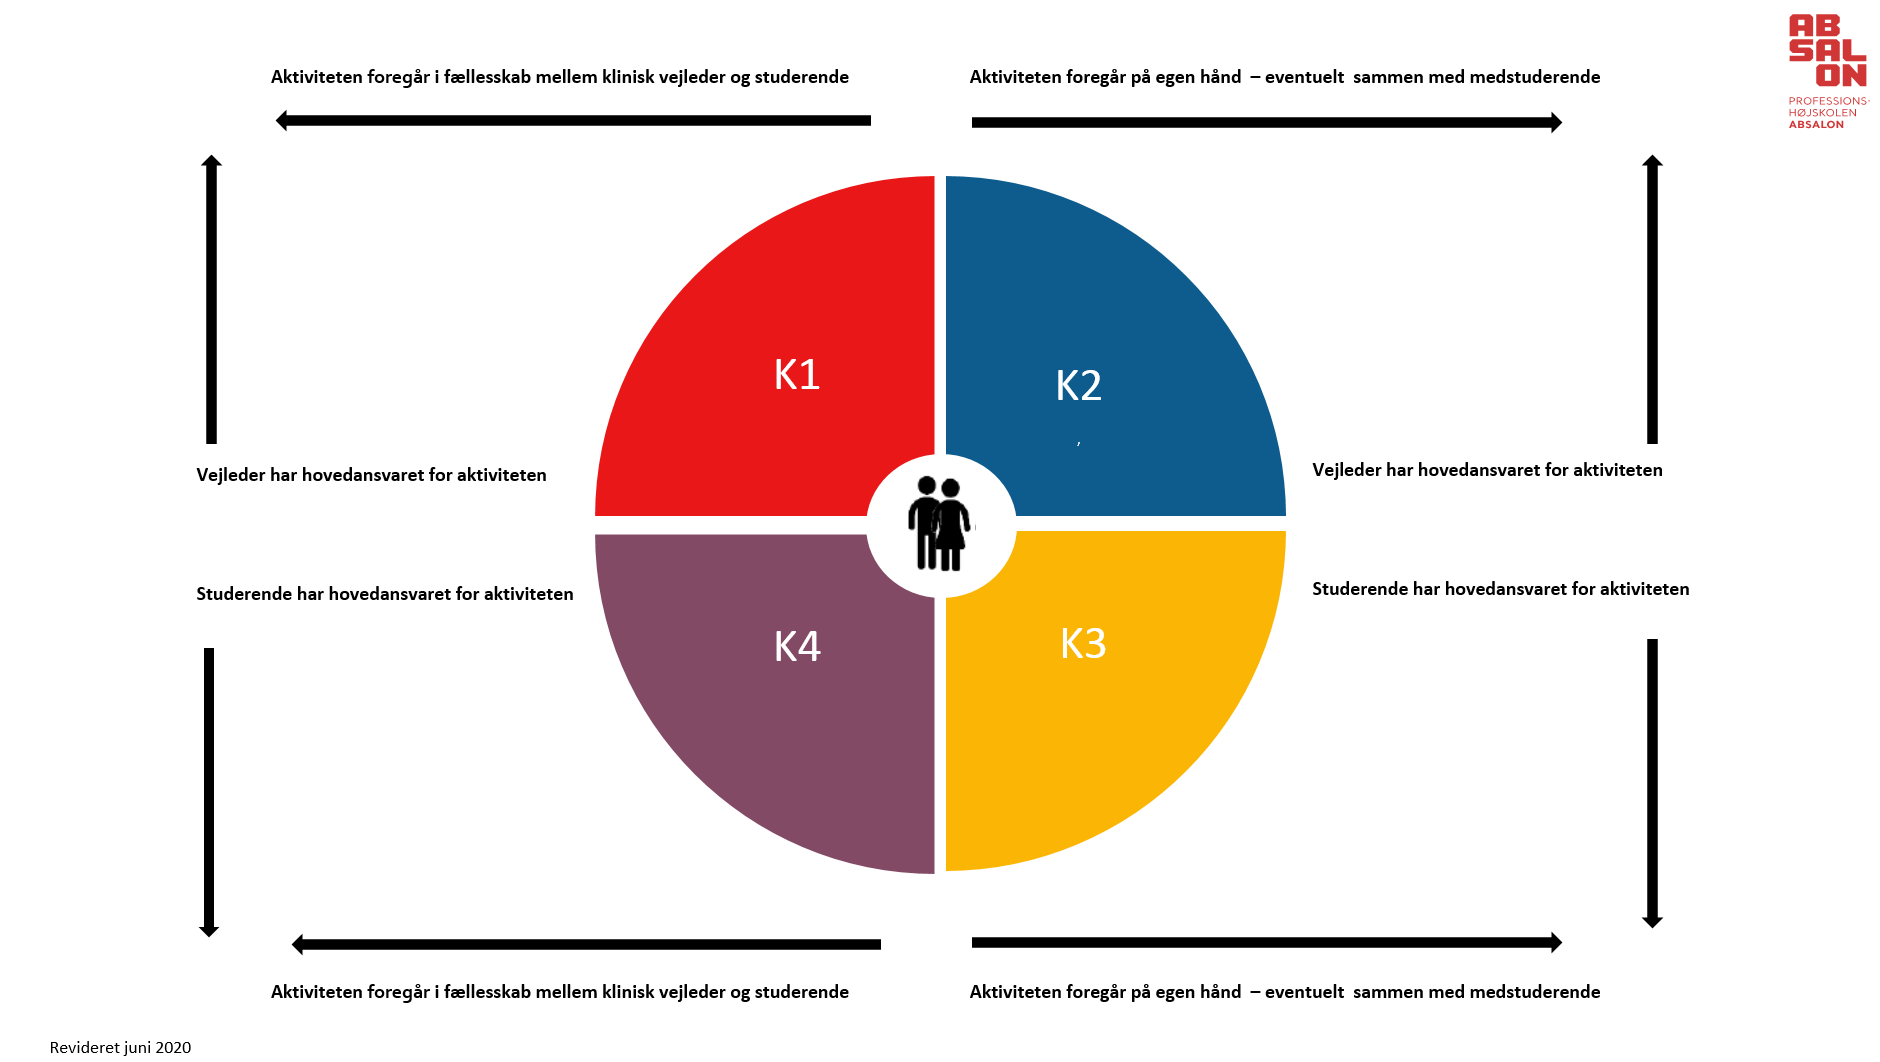 AB
SAL
ON
PROFESSIONS-
HØJSKOLEN
ABSALON
Aktiviteten foregår i fællesskab mellem klinisk vejleder og studerende
Aktiviteten foregår på egen hånd – eventuelt sammen med medstuderende
K1
K2
,
Vejleder har hovedansvaret for aktiviteten
Vejleder har hovedansvaret for aktiviteten
Studerende har hovedansvaret for aktiviteten
Studerende har hovedansvaret for aktiviteten
K4
K3
Aktiviteten foregår i fællesskab mellem klinisk vejleder og studerende
Aktiviteten foregår på egen hånd – eventuelt sammen med medstuderende
Revideret juni 2020